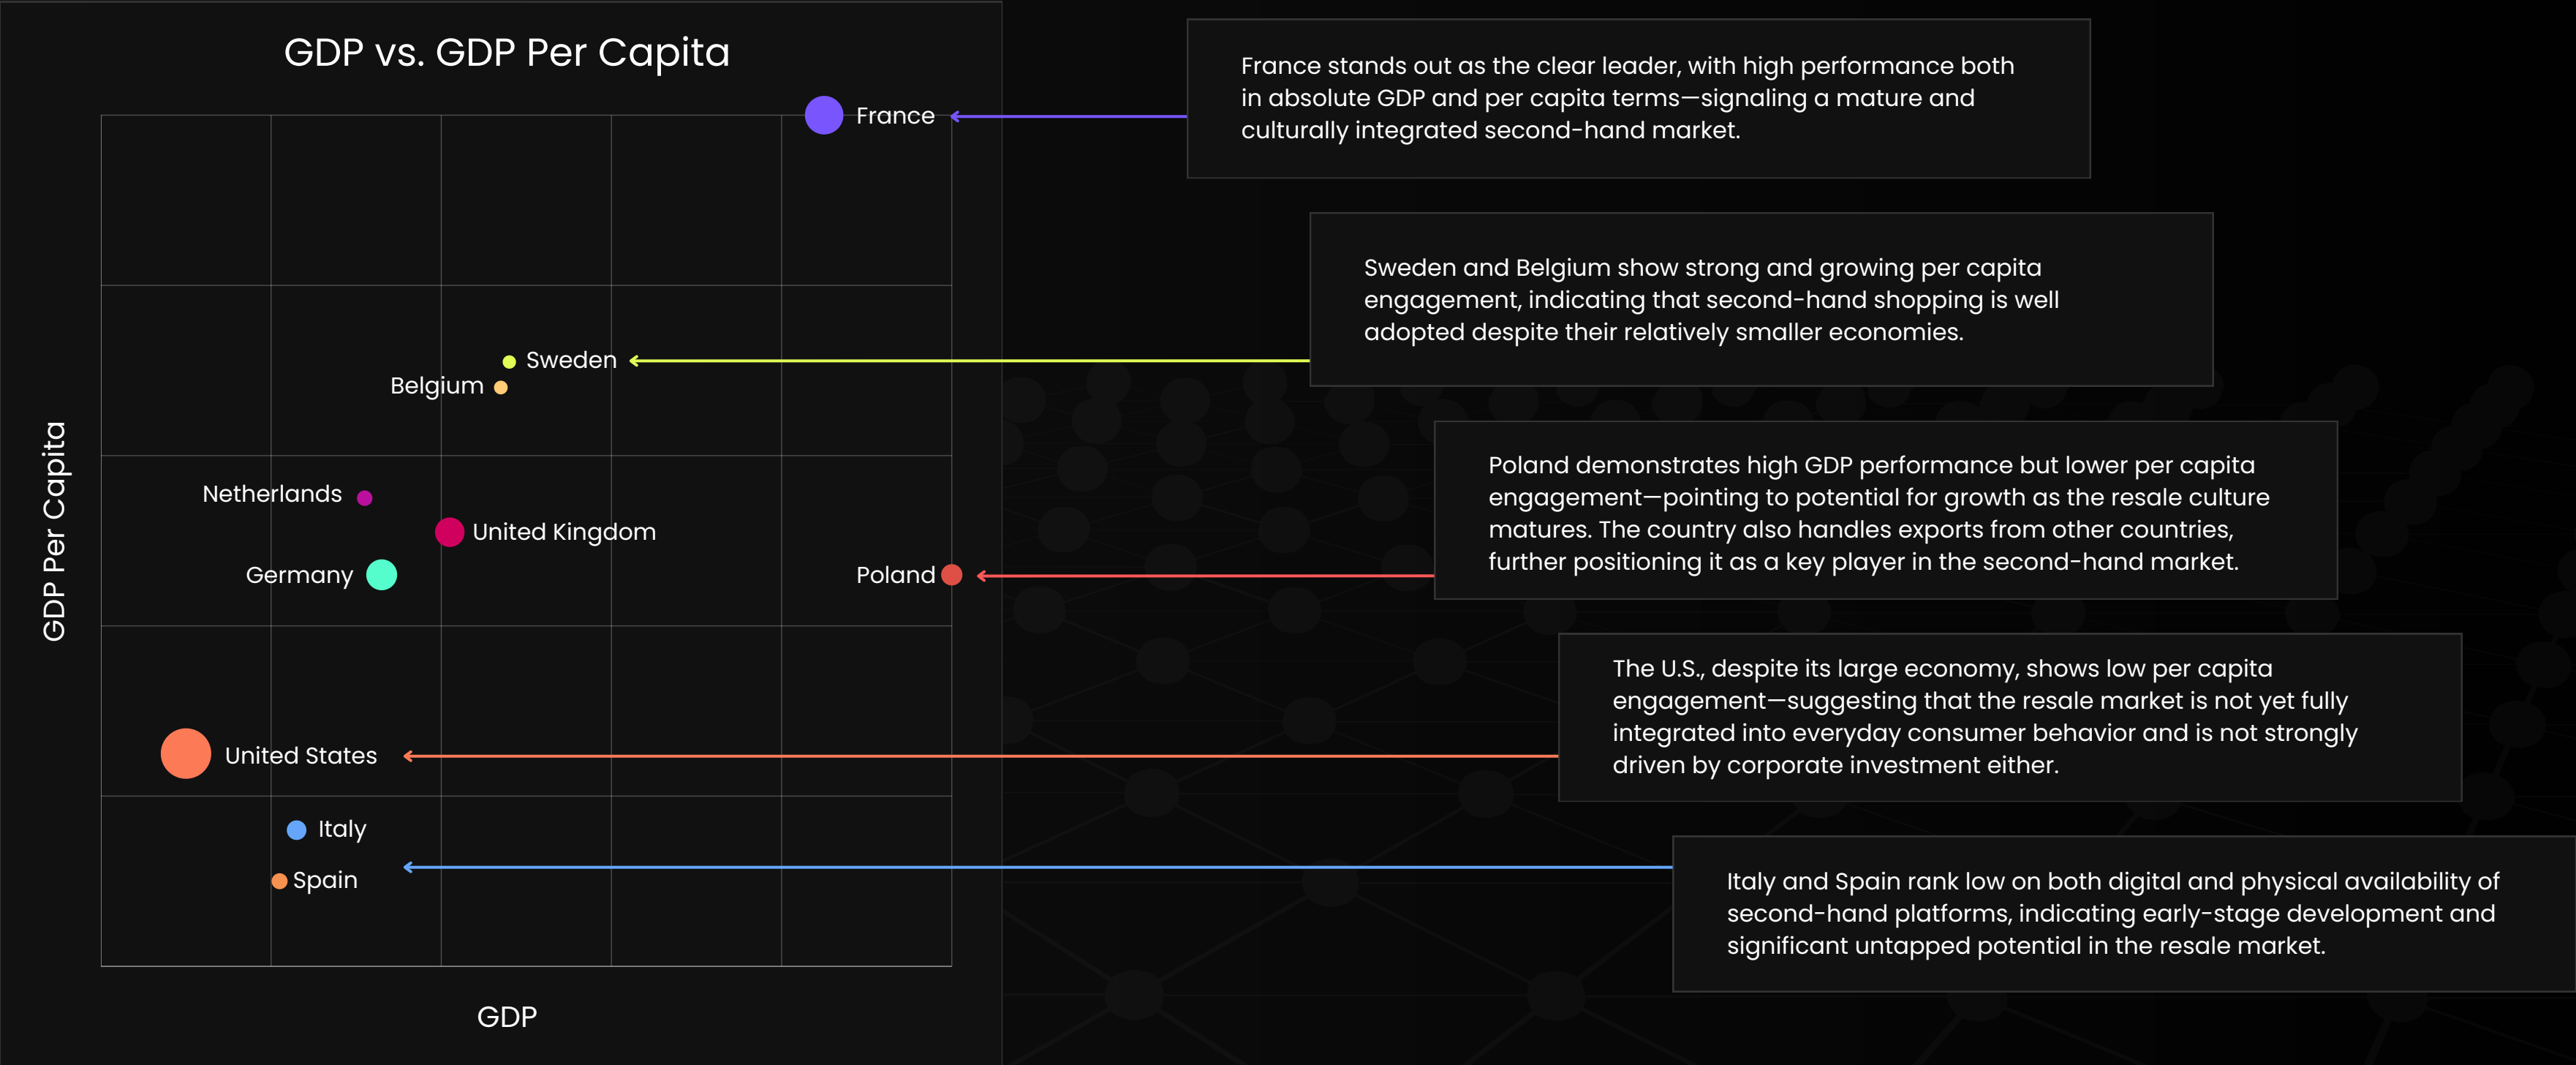 GDP vs. GDP Per Capita
France
Sweden
Belgium
Netherlands
United Kingdom
Germany
Poland
United States
Italy
Spain
GDP Per Capita
GDP
France stands out as the clear leader, with high performance both
in absolute GDP and per capita terms—signaling a mature and
culturally integrated second-hand market.
Sweden and Belgium show strong and growing per capita
engagement, indicating that second-hand shopping is well
adopted despite their relatively smaller economies.
Poland demonstrates high GDP performance but lower per capita
engagement—pointing to potential for growth as the resale culture
matures. The country also handles exports from other countries,
further positioning it as a key player in the second-hand market.
The U.S., despite its large economy, shows low per capita
engagement—suggesting that the resale market is not yet fully
integrated into everyday consumer behavior and is not strongly
driven by corporate investment either.
Italy and Spain rank low on both digital and physical availability of
second-hand platforms, indicating early-stage development and
significant untapped potential in the resale market.